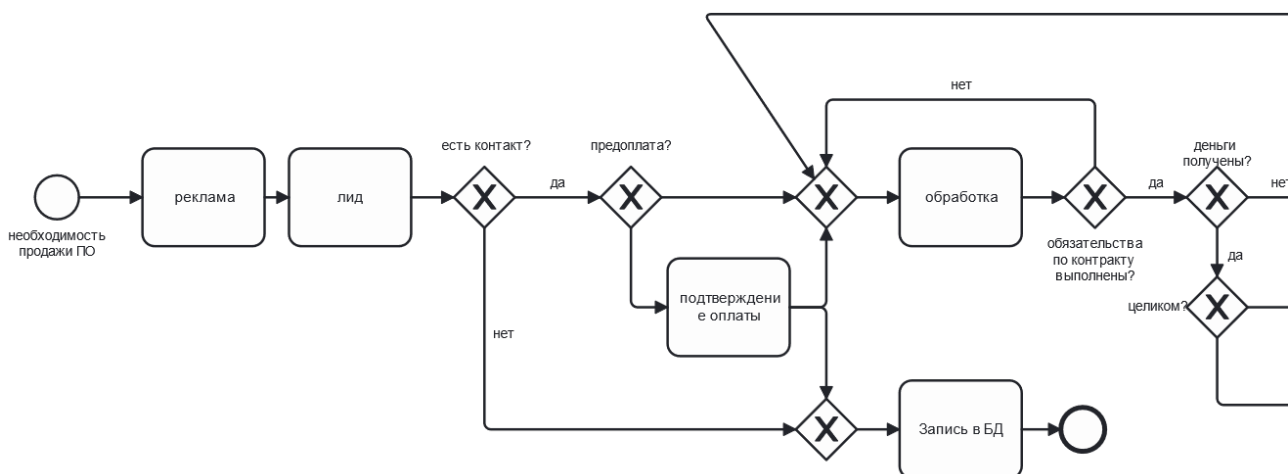 необходимость
продажи ПО
реклама
лид
есть контакт?
да
нет
предоплата?
подтверждени
е оплаты
нет
обработка
обязательства
по контракту
выполнены?
да
деньги
получены?
нет
да
целиком?
Запись в БД